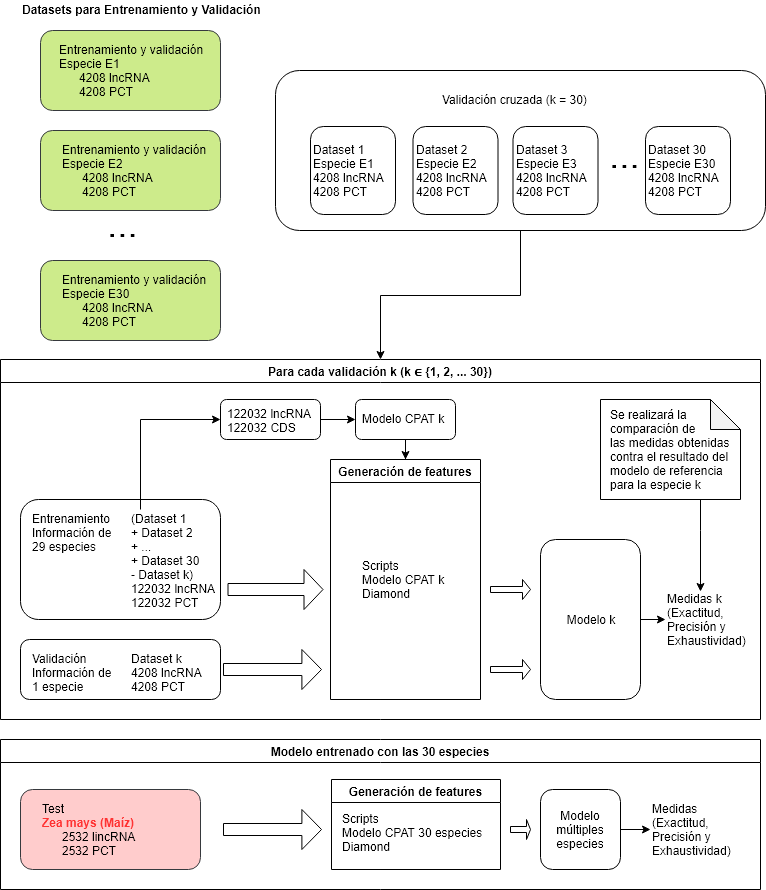 Datasets para Entrenamiento y Validación
Entrenamiento y validación
Especie E1
4208 lncRNA
4208 PCT
Entrenamiento y validación
Especie E2
4208 lncRNA
4208 PCT
...
Entrenamiento y validación
Especie E30
4208 lncRNA
4208 PCT
Validación cruzada (k = 30)
Dataset 1
Especie E1
4208 lncRNA
4208 PCT
Dataset 2
Especie E2
4208 lncRNA
4208 PCT
Dataset 3
Especie E3
4208 lncRNA
4208 PCT
...
Dataset 30
Especie E30
4208 lncRNA
4208 PCT
Para cada validación k (k ∈ {1, 2, ... 30})
122032 lncRNA
122032 CDS
Modelo CPAT k
Se realizará la
comparación de
las medidas obtenidas
contra el resultado del
modelo de referencia
para la especie k
Entrenamiento
Información de
29 especies
(Dataset 1
+ Dataset 2
+ ...
+ Dataset 30
- Dataset k)
122032 lncRNA
122032 PCT
Validación
Información de
1 especie
Dataset k
4208 lncRNA
4208 PCT
Generación de features
Scripts
Modelo CPAT k
Diamond
Modelo k
Medidas k
(Exactitud,
Precisión y
Exhaustividad)
Modelo entrenado con las 30 especies
Test
Zea mays (Maíz)
2532 lincRNA
2532 PCT
Generación de features
Scripts
Modelo CPAT 30 especies
Diamond
Modelo
múltiples
especies
Medidas
(Exactitud,
Precisión y
Exhaustividad)